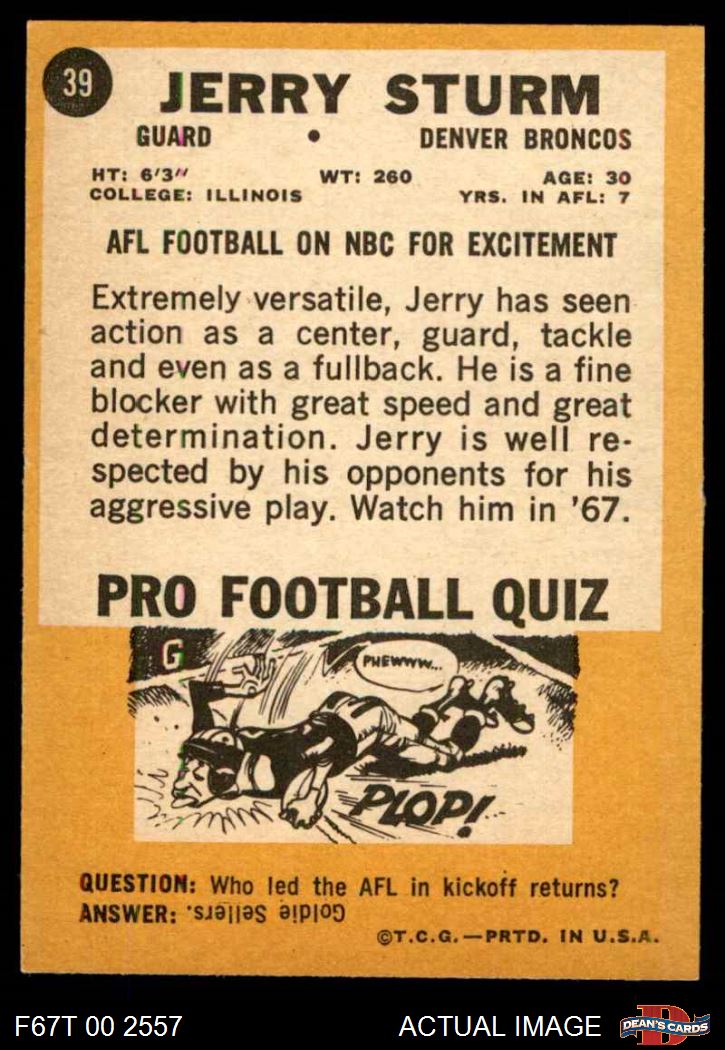 39
JERRY STURM
GUARD • DENVER BRONCOS
HT: 6'3" WT: 260 AGE: 30
COLLEGE: ILLINOIS YRS. IN AFL: 7
AFL FOOTBALL ON NBC FOR EXCITEMENT
Extremely versatile, Jerry has seen
action as a center, guard, tackle
and even as a fullback. He is a fine
blocker with great speed and great
determination. Jerry is well re-
spected by his opponents for his
aggressive play. Watch him in '67.
PRO FOOTBALL QUIZ
G
PHEWWW...
PLOP!
QUESTION: Who led the AFL in kickoff returns?
ANSWER: Goldie Sellers.
©T.C.G.—PRTD. IN U.S.A.
F67T 00 2557 ACTUAL IMAGE D DEAN'S CARDS